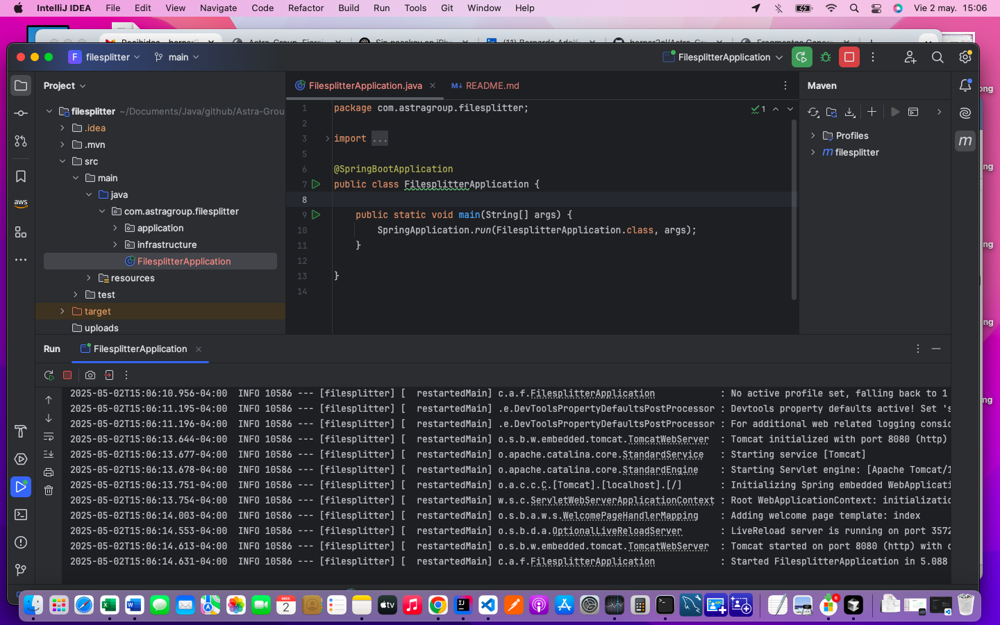 IntelliJ IDEA File Edit View Navigate Code Refactor Build Run Tools Git Window Help Vie 2 may. 15:06
F filesplitter main FilesplitterApplication
Project
FilesplitterApplication.java
M↓ README.md
Maven
filesplitter ~/Documents/Java/github/Astra-Grou
.idea
.mvn
src
main
java
com.astragroup.filesplitter
application
infrastructure
FilesplitterApplication
resources
test
target
uploads
aws
1 package com.astragroup.filesplitter;
1
2
3 import ...
5
6 @SpringBootApplication
7 public class FilesplitterApplication {
8
9 public static void main(String[] args) {
10 SpringApplication.run(FilesplitterApplication.class, args);
11 }
12
13 }
14
Profiles
m filesplitter
m
Run FilesplitterApplication
2025-05-02T15:06:10.956-04:00 INFO 10586 --- [filesplitter] [ restartedMain] c.a.f.FilesplitterApplication : No active profile set, falling back to 1
2025-05-02T15:06:11.195-04:00 INFO 10586 --- [filesplitter] [ restartedMain] .e.DevToolsPropertyDefaultsPostProcessor : Devtools property defaults active! Set 's
2025-05-02T15:06:11.196-04:00 INFO 10586 --- [filesplitter] [ restartedMain] .e.DevToolsPropertyDefaultsPostProcessor : For additional web related logging consid
2025-05-02T15:06:13.644-04:00 INFO 10586 --- [filesplitter] [ restartedMain] o.s.b.w.embedded.tomcat.TomcatWebServer : Tomcat initialized with port 8080 (http)
2025-05-02T15:06:13.677-04:00 INFO 10586 --- [filesplitter] [ restartedMain] o.apache.catalina.core.StandardService : Starting service [Tomcat]
2025-05-02T15:06:13.678-04:00 INFO 10586 --- [filesplitter] [ restartedMain] o.apache.catalina.core.StandardEngine : Starting Servlet engine: [Apache Tomcat/1
2025-05-02T15:06:13.751-04:00 INFO 10586 --- [filesplitter] [ restartedMain] o.a.c.c.C.[Tomcat].[localhost].[/] : Initializing Spring embedded WebApplicati
2025-05-02T15:06:13.754-04:00 INFO 10586 --- [filesplitter] [ restartedMain] w.s.c.ServletWebServerApplicationContext : Root WebApplicationContext: initializatio
2025-05-02T15:06:14.003-04:00 INFO 10586 --- [filesplitter] [ restartedMain] o.s.b.a.w.s.WelcomePageHandlerMapping : Adding welcome page template: index
2025-05-02T15:06:14.553-04:00 INFO 10586 --- [filesplitter] [ restartedMain] o.s.b.d.a.OptionalLiveReloadServer : LiveReload server is running on port 3572
2025-05-02T15:06:14.613-04:00 INFO 10586 --- [filesplitter] [ restartedMain] o.s.b.w.embedded.tomcat.TomcatWebServer : Tomcat started on port 8080 (http) with c
2025-05-02T15:06:14.631-04:00 INFO 10586 --- [filesplitter] [ restartedMain] c.a.f.FilesplitterApplication : Started FilesplitterApplication in 5.088
ong
ng
ng
ng
ng
MAY.
2
tv
6